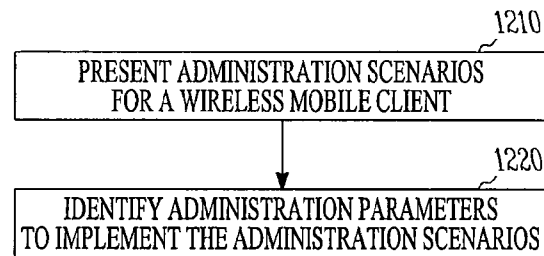 1210
PRESENT ADMINISTRATION SCENARIOS
FOR A WIRELESS MOBILE CLIENT
1220
IDENTIFY ADMINISTRATION PARAMETERS
TO IMPLEMENT THE ADMINISTRATION SCENARIOS